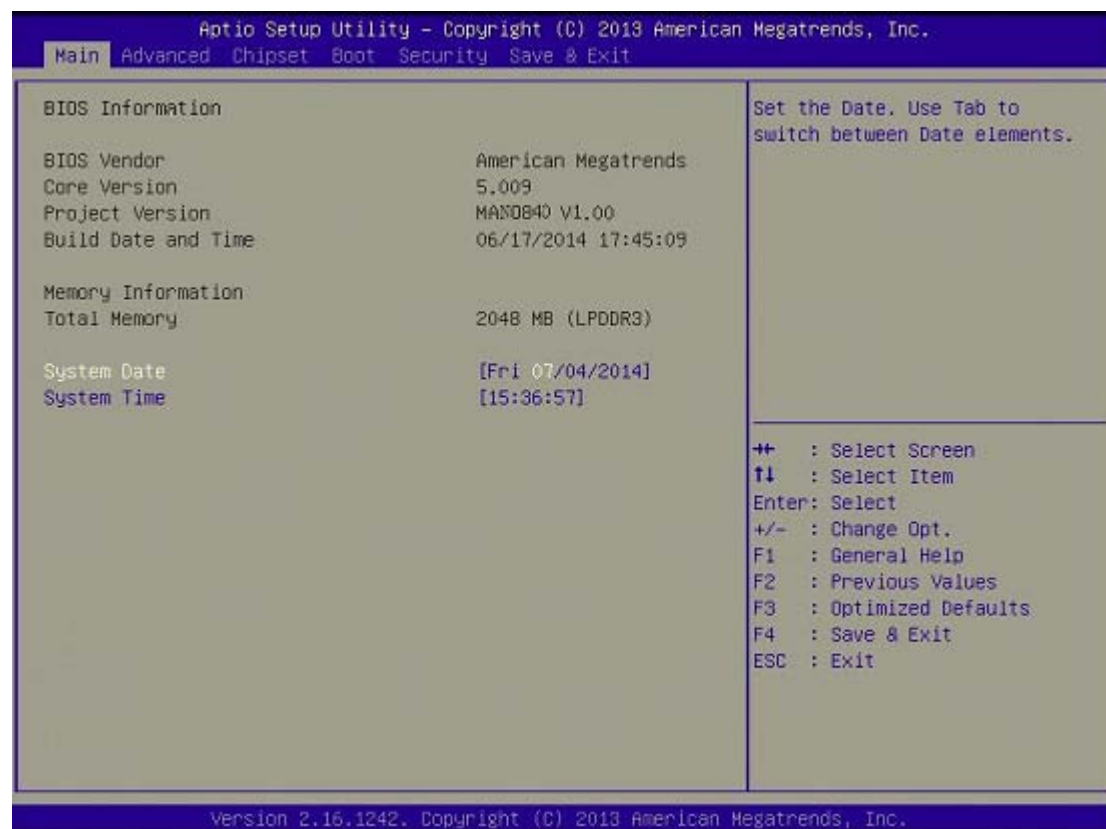 Aptio Setup Utility – Copyright (C) 2013 American Megatrends, Inc.
Main Advanced Chipset Boot Security Save & Exit
BIOS Information
BIOS Vendor American Megatrends
Core Version 5.009
Project Version MANO840 V1.00
Build Date and Time 06/17/2014 17:45:09
Memory Information
Total Memory 2048 MB (LPDDR3)
System Date [Fri 07/04/2014]
System Time [15:36:57]
Set the Date. Use Tab to
switch between Date elements.
→← : Select Screen
↑↓ : Select Item
Enter: Select
+/- : Change Opt.
F1 : General Help
F2 : Previous Values
F3 : Optimized Defaults
F4 : Save & Exit
ESC : Exit
Version 2.16.1242. Copyright (C) 2013 American Megatrends, Inc.